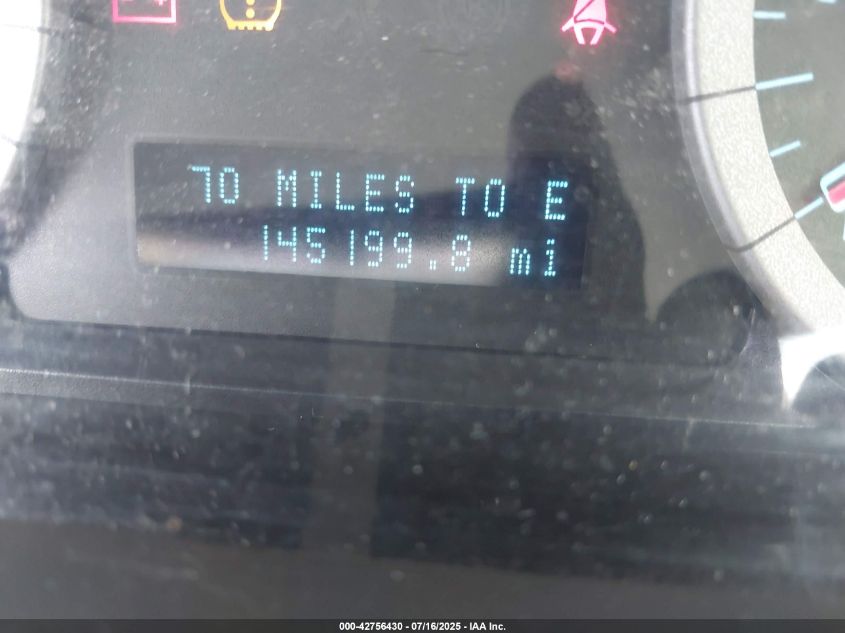 70 MILES TO E
145199.8 mi
000-42756430 - 07/16/2025 - IAA Inc.